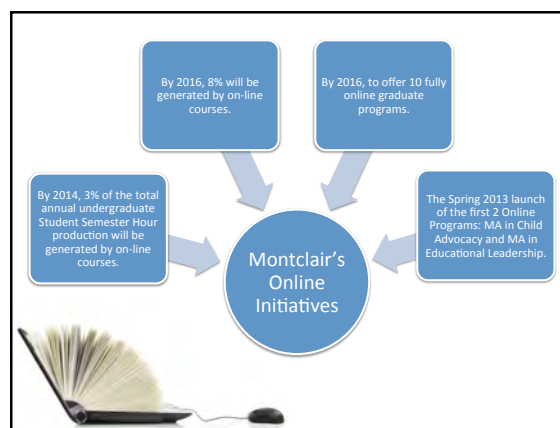 By 2016, 8% will be
generated by on-line
courses.
By 2016, to offer 10 fully
online graduate
programs.
By 2014, 3% of the total
annual undergraduate
Student Semester Hour
production will be
generated by on-line
courses.
The Spring 2013 launch
of the first 2 Online
Programs: MA in Child
Advocacy and MA in
Educational Leadership.
Montclair's
Online
Initiatives